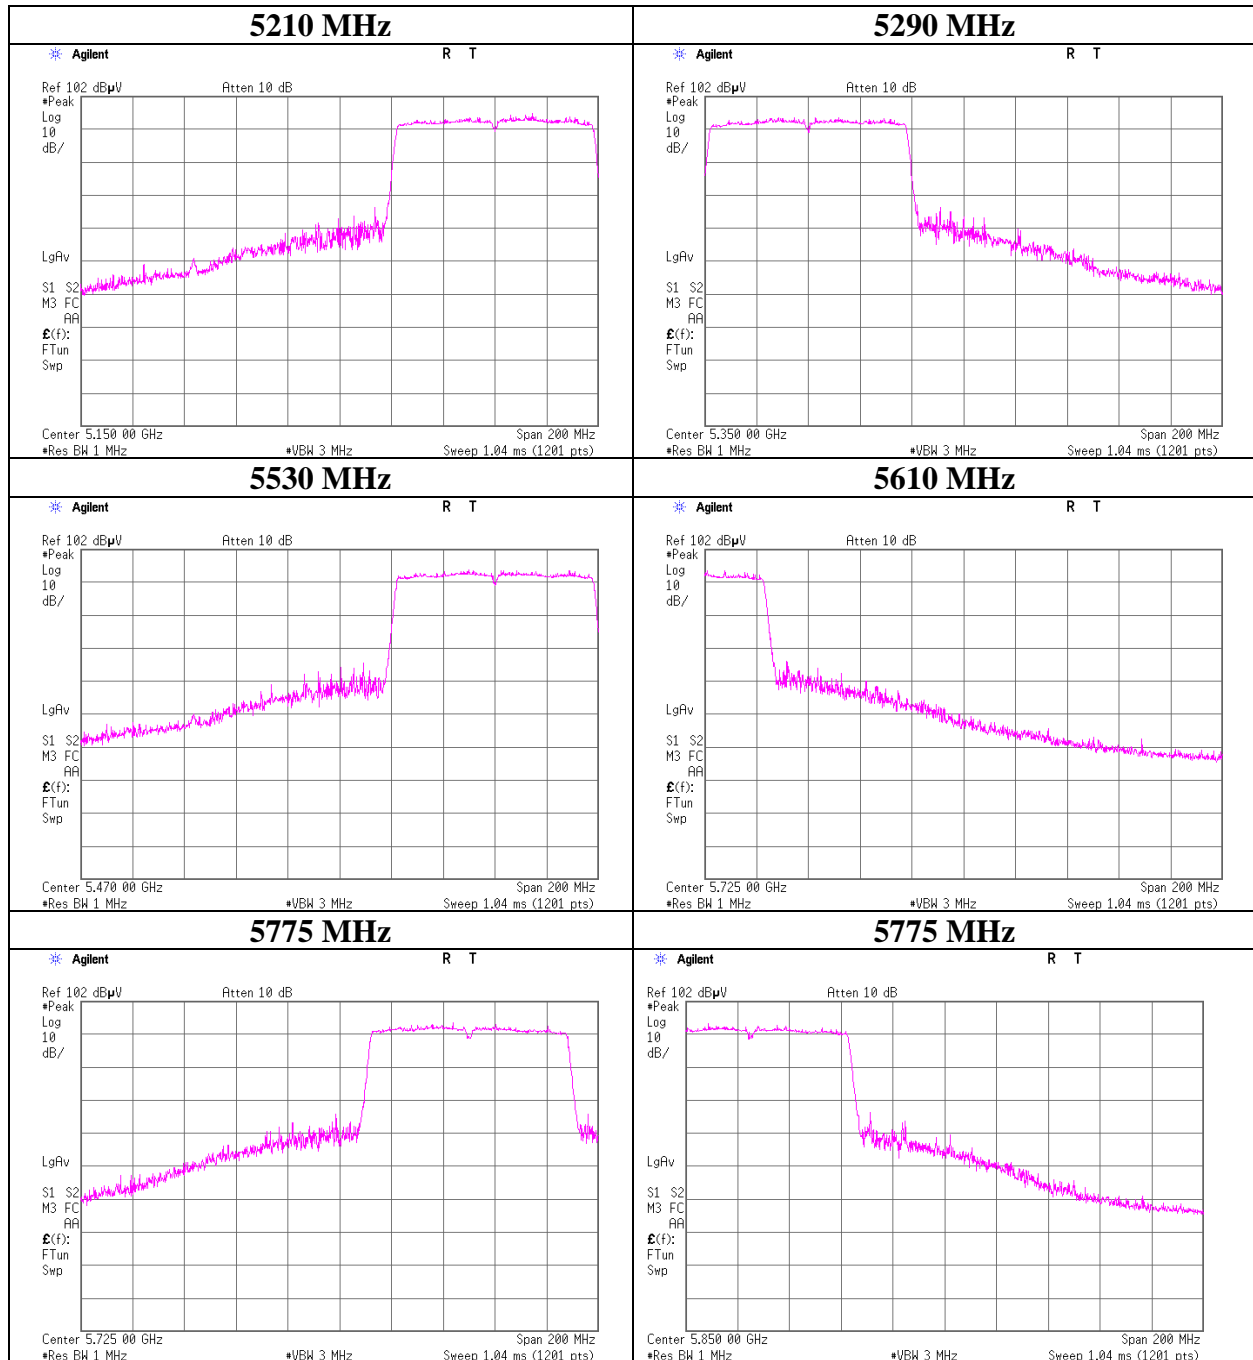 5210 MHz
5290 MHz
Agilent R T
Ref 102 dBµV Atten 10 dB
#Peak
Log
10
dB/
LgAv
S1 S2
M3 FC
AA
£(f):
FTun
Swp
Center 5.150 00 GHz Span 200 MHz
#Res BW 1 MHz #VBW 3 MHz Sweep 1.04 ms (1201 pts)
Agilent R T
Ref 102 dBµV Atten 10 dB
#Peak
Log
10
dB/
LgAv
S1 S2
M3 FC
AA
£(f):
FTun
Swp
Center 5.350 00 GHz Span 200 MHz
#Res BW 1 MHz #VBW 3 MHz Sweep 1.04 ms (1201 pts)
5530 MHz
5610 MHz
Agilent R T
Ref 102 dBµV Atten 10 dB
#Peak
Log
10
dB/
LgAv
S1 S2
M3 FC
AA
£(f):
FTun
Swp
Center 5.470 00 GHz Span 200 MHz
#Res BW 1 MHz #VBW 3 MHz Sweep 1.04 ms (1201 pts)
Agilent R T
Ref 102 dBµV Atten 10 dB
#Peak
Log
10
dB/
LgAv
S1 S2
M3 FC
AA
£(f):
FTun
Swp
Center 5.725 00 GHz Span 200 MHz
#Res BW 1 MHz #VBW 3 MHz Sweep 1.04 ms (1201 pts)
5775 MHz
5775 MHz
Agilent R T
Ref 102 dBµV Atten 10 dB
#Peak
Log
10
dB/
LgAv
S1 S2
M3 FC
AA
£(f):
FTun
Swp
Center 5.725 00 GHz Span 200 MHz
#Res BW 1 MHz #VBW 3 MHz Sweep 1.04 ms (1201 pts)
Agilent R T
Ref 102 dBµV Atten 10 dB
#Peak
Log
10
dB/
LgAv
S1 S2
M3 FC
AA
£(f):
FTun
Swp
Center 5.850 00 GHz Span 200 MHz
#Res BW 1 MHz #VBW 3 MHz Sweep 1.04 ms (1201 pts)